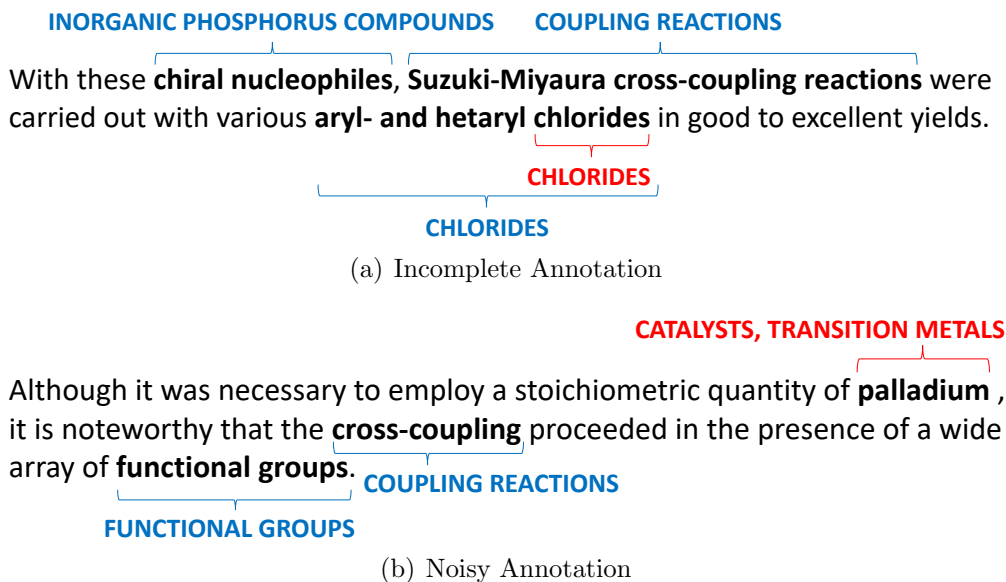 INORGANIC PHOSPHORUS COMPOUNDS COUPLING REACTIONS
With these chiral nucleophiles, Suzuki-Miyaura cross-coupling reactions were
carried out with various aryl- and hetaryl chlorides in good to excellent yields.
CHLORIDES
CHLORIDES
(a) Incomplete Annotation
CATALYSTS, TRANSITION METALS
Although it was necessary to employ a stoichiometric quantity of palladium ,
it is noteworthy that the cross-coupling proceeded in the presence of a wide
array of functional groups.
COUPLING REACTIONS
FUNCTIONAL GROUPS
(b) Noisy Annotation